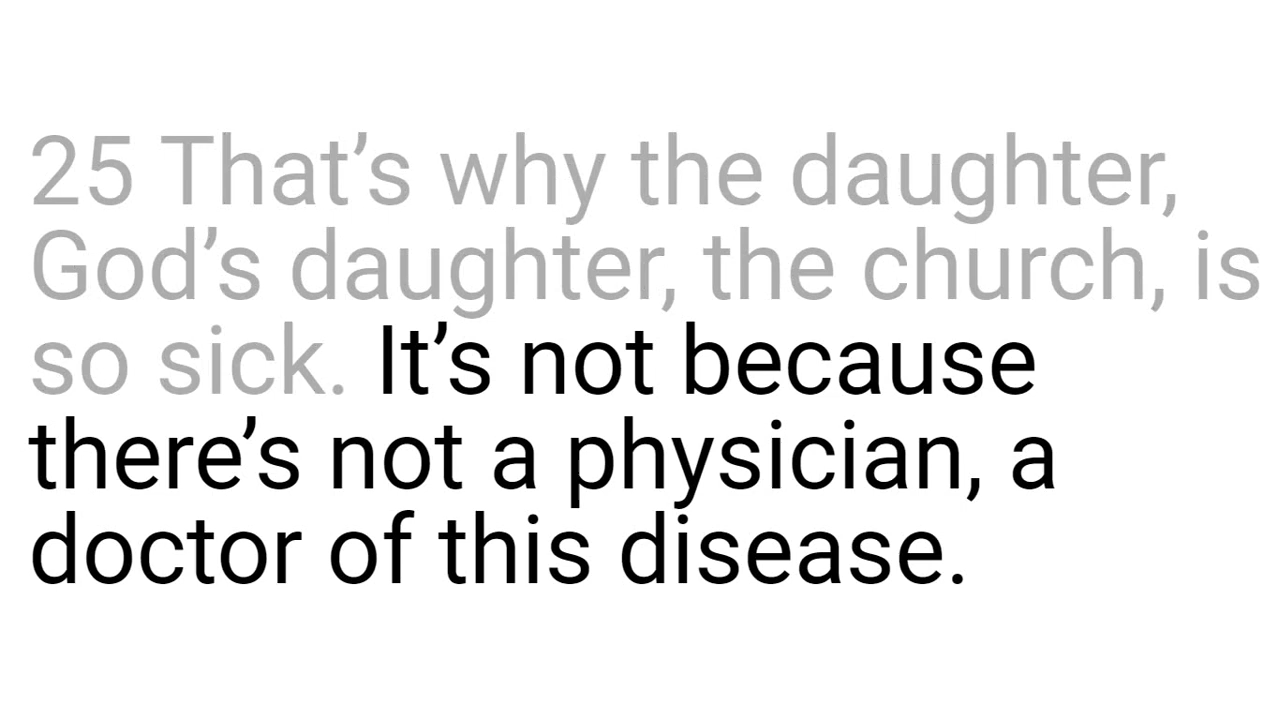 25 That’s why the daughter,
God’s daughter, the church, is
so sick. It’s not because
there’s not a physician, a
doctor of this disease.